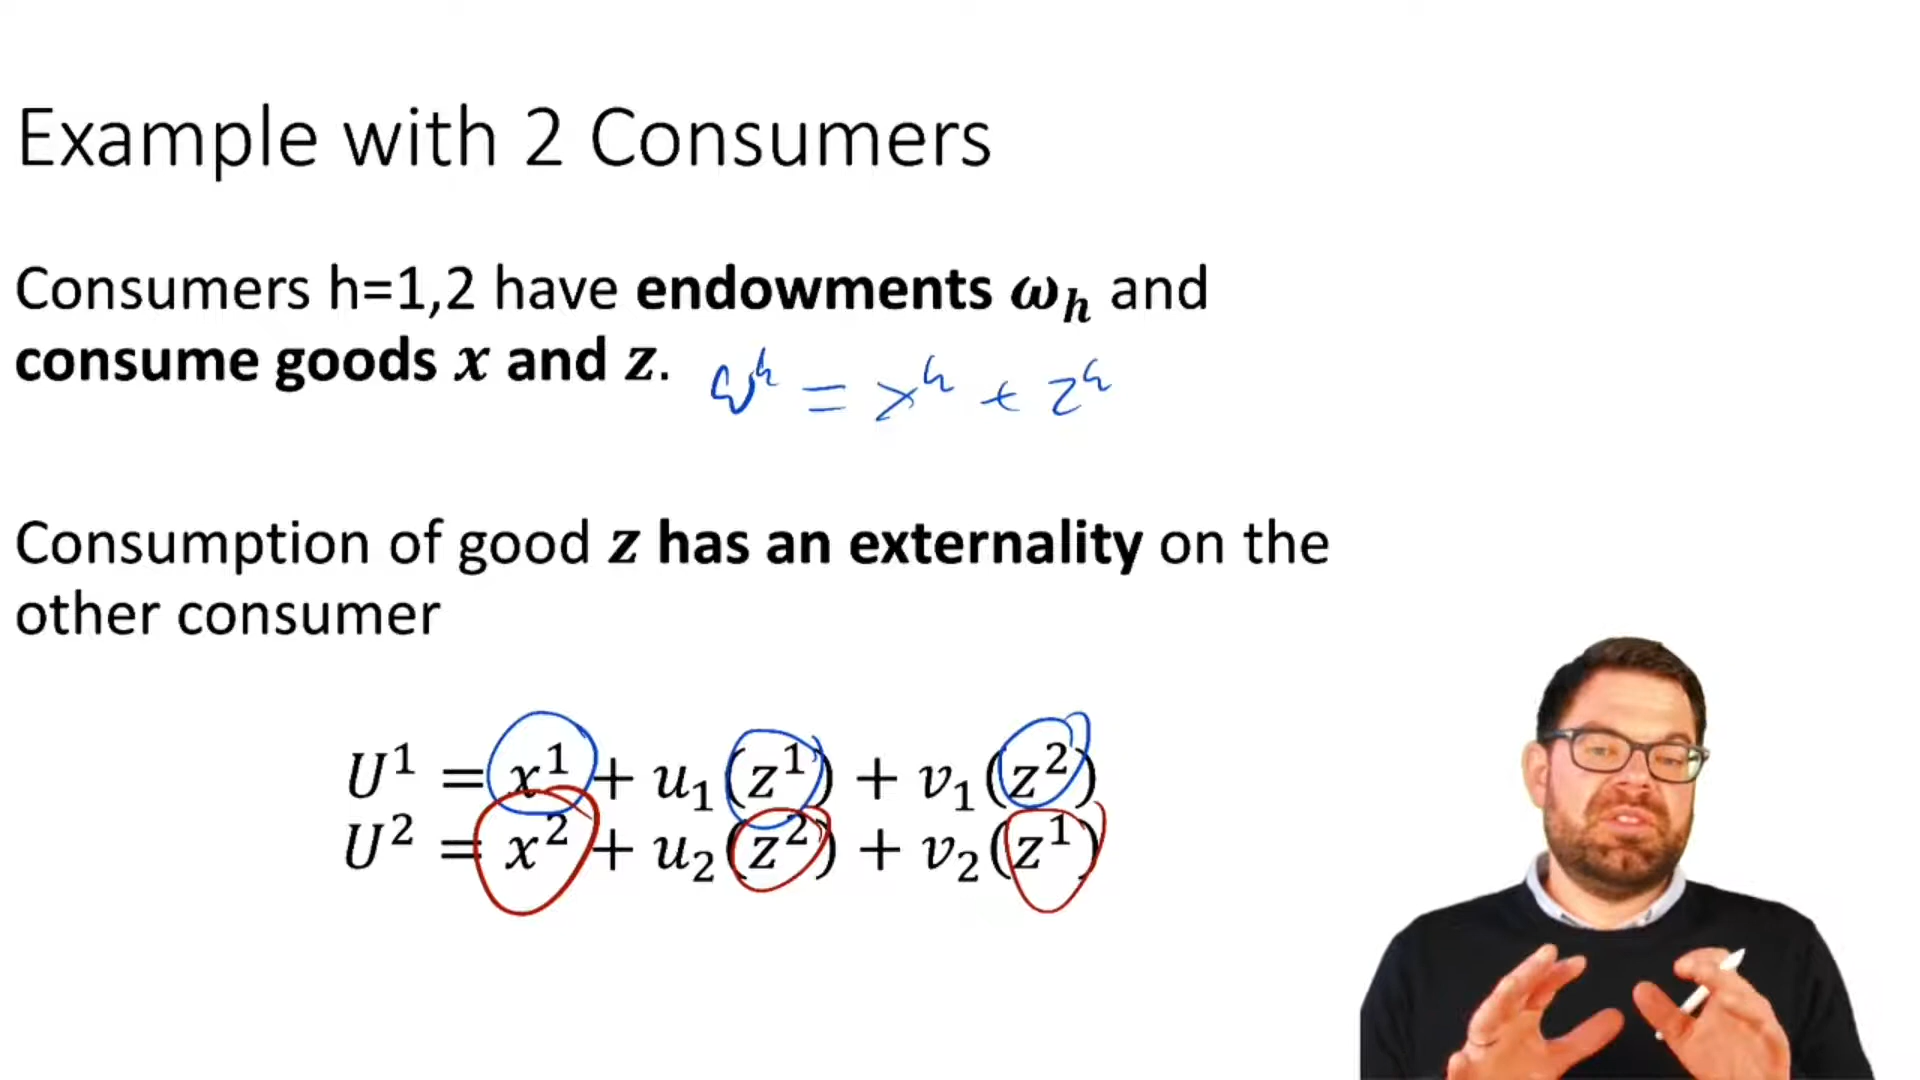 Example with 2 Consumers
Consumers h=1,2 have endowments ωₕ and
consume goods x and z.
ωʰ = xʰ + zʰ
Consumption of good z has an externality on the
other consumer
U¹ = x¹ + u₁(z¹) + v₁(z²)
U² = x² + u₂(z²) + v₂(z¹)